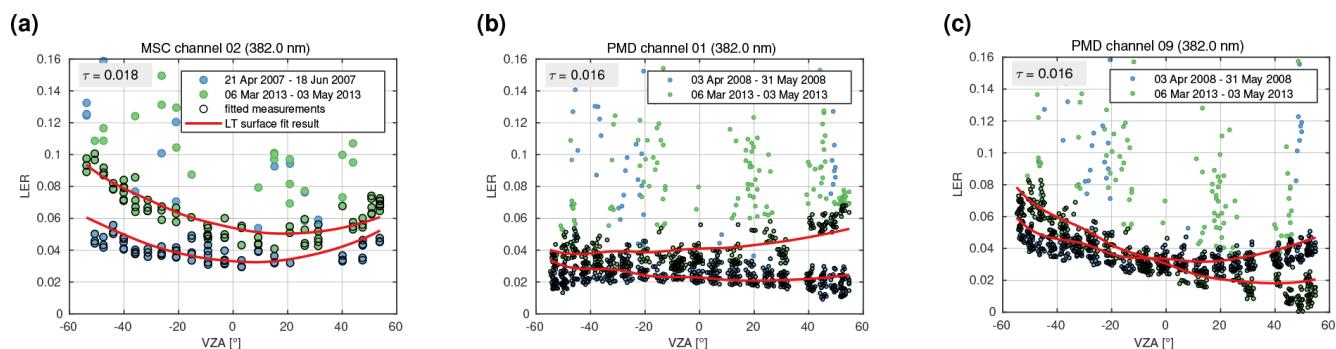 (a)
MSC channel 02 (382.0 nm)
τ = 0.018
21 Apr 2007 - 18 Jun 2007
06 Mar 2013 - 03 May 2013
fitted measurements
LT surface fit result
LER
0.16
0.14
0.12
0.1
0.08
0.06
0.04
0.02
0
-60 -40 -20 0 20 40 60
VZA [°]
(b)
PMD channel 01 (382.0 nm)
τ = 0.016
03 Apr 2008 - 31 May 2008
06 Mar 2013 - 03 May 2013
LER
0.16
0.14
0.12
0.1
0.08
0.06
0.04
0.02
0
-60 -40 -20 0 20 40 60
VZA [°]
(c)
PMD channel 09 (382.0 nm)
τ = 0.016
03 Apr 2008 - 31 May 2008
06 Mar 2013 - 03 May 2013
LER
0.16
0.14
0.12
0.1
0.08
0.06
0.04
0.02
0
-60 -40 -20 0 20 40 60
VZA [°]